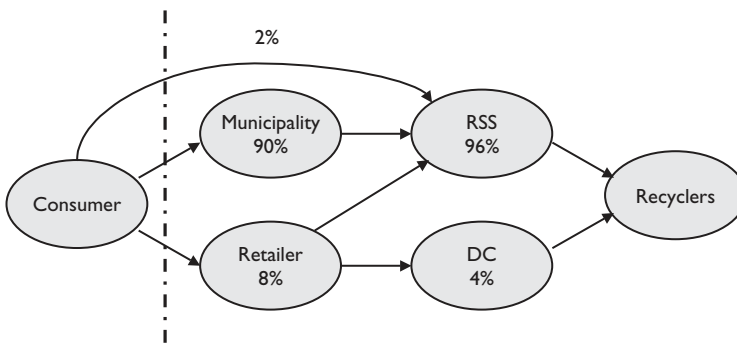 2%
Municipality
90%
RSS
96%
Consumer
Recyclers
Retailer
8%
DC
4%